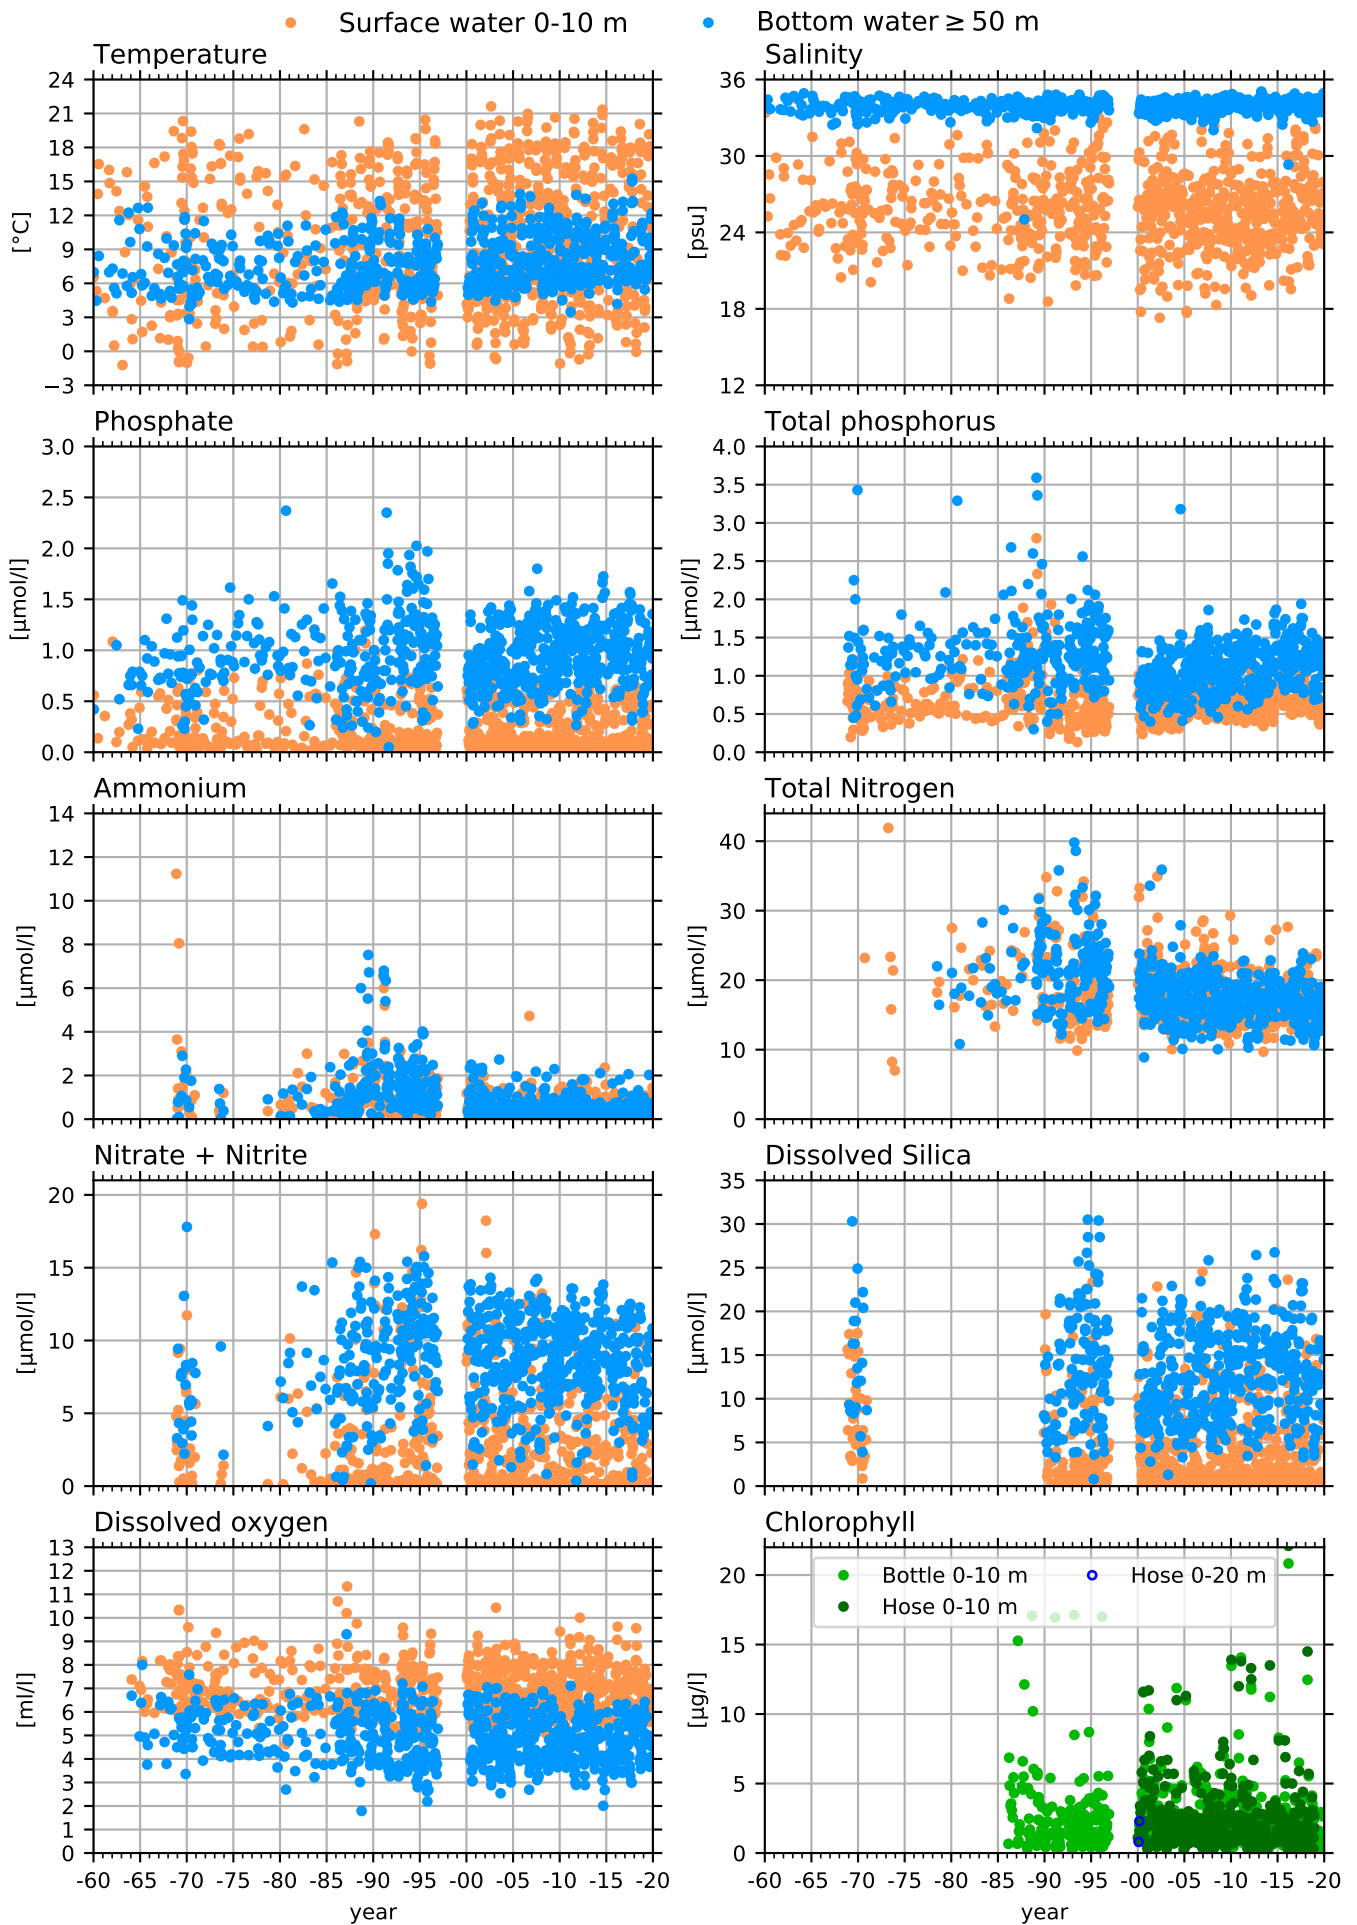 Surface water 0-10 m Bottom water ≥ 50 m
Temperature
24
21
18
15
12
9
6
3
0
−3
[°C]
Salinity
36
30
24
18
12
[psu]
Phosphate
3.0
2.5
2.0
1.5
1.0
0.5
0.0
[µmol/l]
Total phosphorus
4.0
3.5
3.0
2.5
2.0
1.5
1.0
0.5
0.0
[µmol/l]
Ammonium
14
12
10
8
6
4
2
0
[µmol/l]
Total Nitrogen
40
30
20
10
0
[µmol/l]
Nitrate + Nitrite
20
15
10
5
0
[µmol/l]
Dissolved Silica
35
30
25
20
15
10
5
0
[µmol/l]
Dissolved oxygen
13
12
11
10
9
8
7
6
5
4
3
2
1
0
[ml/l]
-60 -65 -70 -75 -80 -85 -90 -95 -00 -05 -10 -15 -20
year
Chlorophyll
Bottle 0-10 m Hose 0-20 m
Hose 0-10 m
20
15
10
5
0
[µg/l]
-60 -65 -70 -75 -80 -85 -90 -95 -00 -05 -10 -15 -20
year